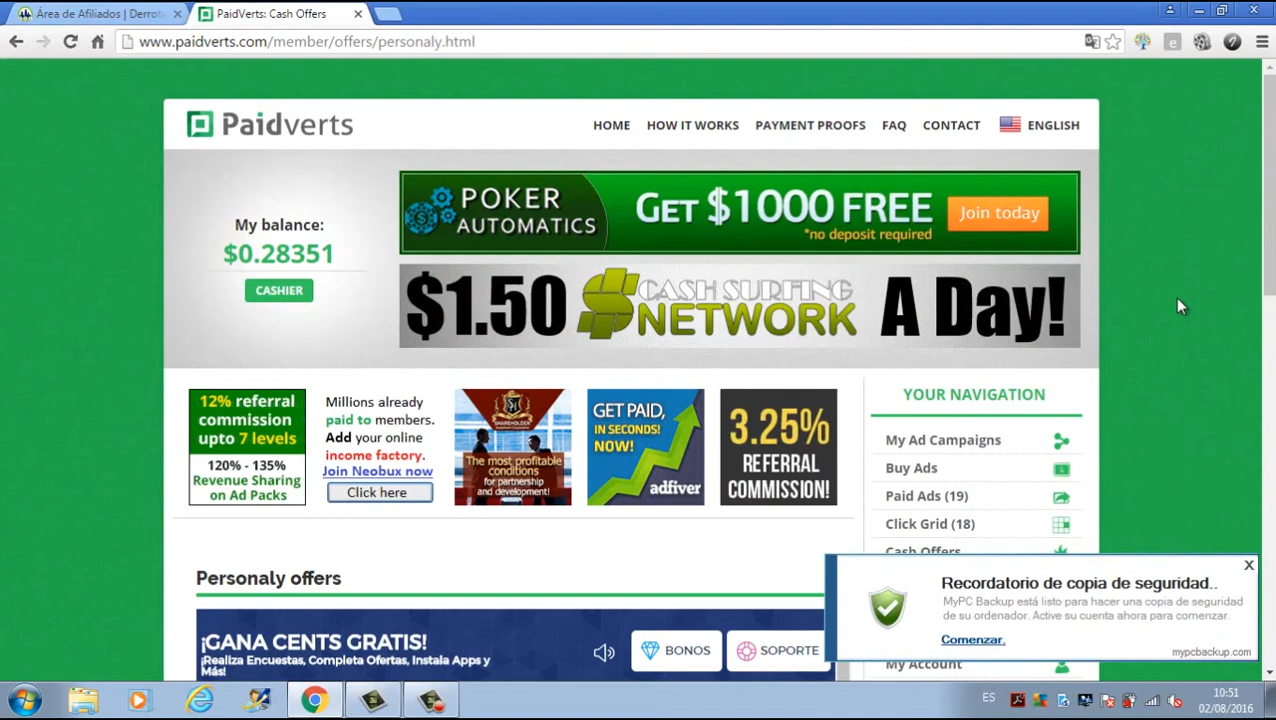 Área de Afiliados | Derrota
PaidVerts: Cash Offers
www.paidverts.com/member/offers/personaly.html
Paidverts
HOME HOW IT WORKS PAYMENT PROOFS FAQ CONTACT ENGLISH
My balance:
$0.28351
CASHIER
POKER
AUTOMATICS
GET $1000 FREE
*no deposit required
Join today
$1.50 CASH SURFING NETWORK A Day!
12% referral
commission
upto 7 levels
120% - 135%
Revenue Sharing
on Ad Packs
Millions already
paid to members.
Add your online
income factory.
Join Neobux now
Click here
SHAREHOLDER
The most profitable
conditions
for partnership
and development!
GET PAID,
IN SECONDS!
NOW!
adfiver
3.25%
REFERRAL
COMMISSION!
YOUR NAVIGATION
My Ad Campaigns
Buy Ads
Paid Ads (19)
Click Grid (18)
Cash Offers
My Account
Personaly offers
¡GANA CENTS GRATIS!
¡Realiza Encuestas, Completa Ofertas, Instala Apps y
Más!
BONOS
SOPORTE
Recordatorio de copia de seguridad..
X
MyPC Backup está listo para hacer una copia de seguridad
de su ordenador. Active su cuenta ahora para comenzar.
Comenzar.
mypcbackup.com
ES
10:51
02/08/2016